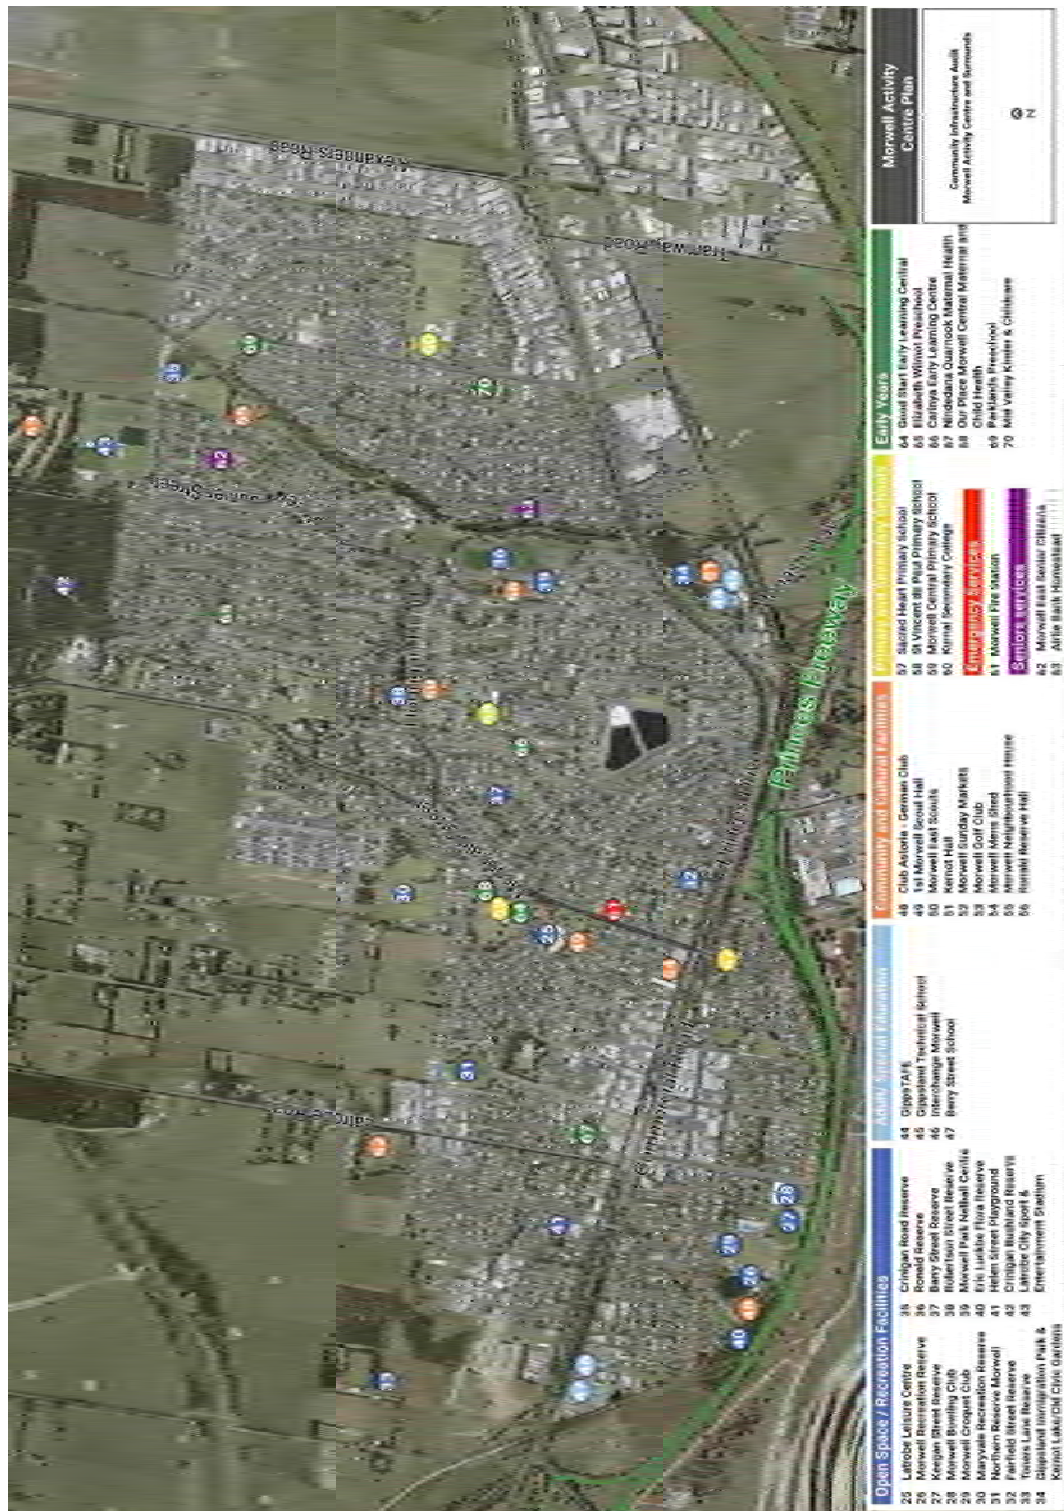 Morwell Activity
Centre Plan
Community Infrastructure Audit
Morwell Activity Centre and Surrounds
N
Alexanders Road
Tramway Road
Princes Freeway
Open Space / Recreation Facilities
25 Latrobe Leisure Centre
26 Morwell Recreation Reserve
27 Keegan Street Reserve
28 Morwell Bowling Club
29 Morwell Croquet Club
30 Maryvale Recreation Reserve
31 Northern Reserve Morwell
32 Fairfield Street Reserve
33 Toners Lane Reserve
34 Gippsland Immigration Park &
Kernot Lake/Old Civic Gardens
35 Crinigan Road Reserve
36 Ronald Reserve
37 Barry Street Reserve
38 Robertson Street Reserve
39 Morwell Park Netball Centre
40 Eric Lubcke Flora Reserve
41 Helen Street Playground
42 Crinigan Bushland Reserve
43 Latrobe City Sport &
Entertainment Stadium
Adult / Special Education
44 GippsTAFE
45 Gippsland Technical School
46 Interchange Morwell
47 Berry Street School
Community and Cultural Facilities
48 Club Astoria - German Club
49 1st Morwell Scout Hall
50 Morwell East Scouts
51 Kernot Hall
52 Morwell Sunday Markets
53 Morwell Golf Club
54 Morwell Mens Shed
55 Morwell Neighbourhood House
56 Reserve Hall
Primary and Secondary Schools
57 Sacred Heart Primary School
58 St Vincent de Paul Primary School
59 Morwell Central Primary School
60 Kurnai Secondary College
Emergency Services
61 Morwell Fire Station
Seniors services
62 Morwell East Senior Citizens
Bank Homestead
Early Years
64 Good Start Early Learning Central
65 Elizabeth Wilmot Preschool
66 Carinya Early Learning Centre
67 Maternal Health
68 Our Place Morwell Central Maternal and
Child Health
69 Parklands Preschool
70 Mid Valley Kinder & Childcare